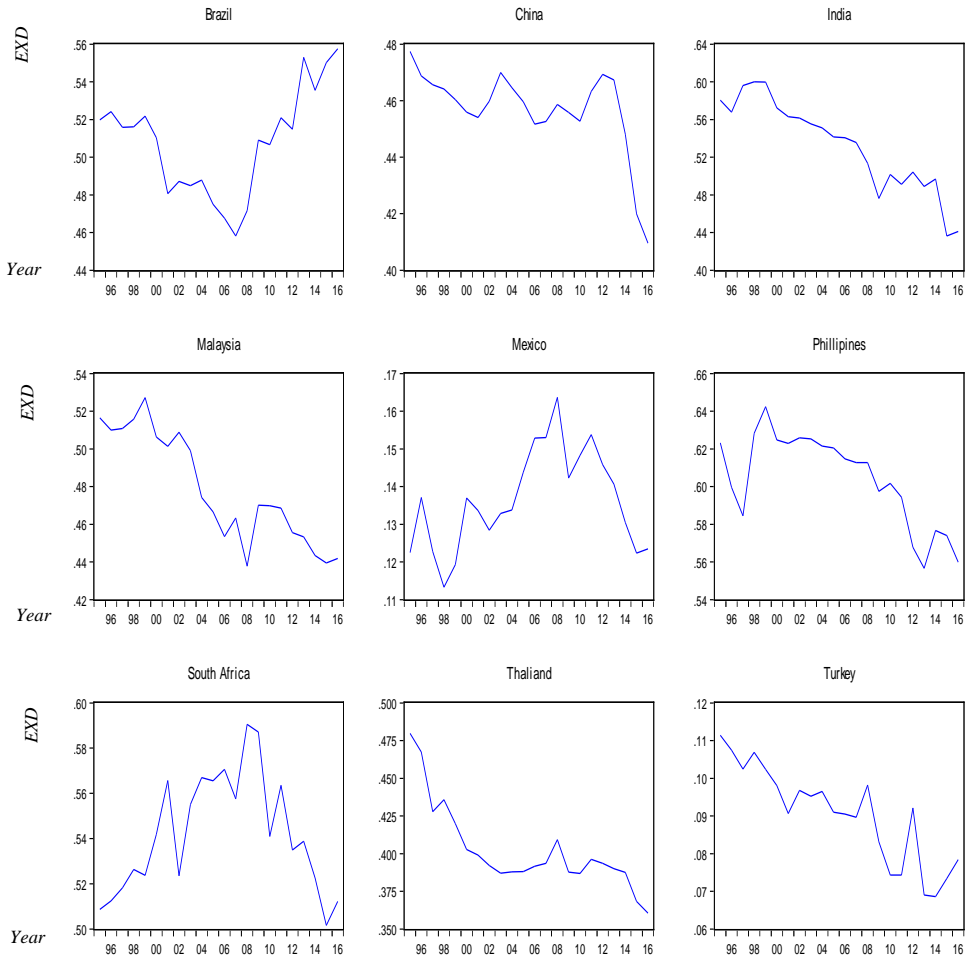 Brazil China India
EXD
.56 .48 .64
.54
.52 .46 .60
.50 .44 .56
.48 .52
.46 .42 .48
.44 .40 .44
.40
Year
96 98 00 02 04 06 08 10 12 14 16
96 98 00 02 04 06 08 10 12 14 16
96 98 00 02 04 06 08 10 12 14 16
Malaysia Mexico Phillipines
EXD
.54 .17 .66
.52 .16 .64
.50 .15 .62
.48 .14 .60
.46 .13 .58
.44 .12 .56
.42 .11 .54
Year
96 98 00 02 04 06 08 10 12 14 16
96 98 00 02 04 06 08 10 12 14 16
96 98 00 02 04 06 08 10 12 14 16
South Africa Thaliand Turkey
EXD
.60 .500 .12
.58 .475 .11
.56 .450 .10
.54 .425 .09
.52 .400 .08
.50 .375 .07
.350 .06
Year
96 98 00 02 04 06 08 10 12 14 16
96 98 00 02 04 06 08 10 12 14 16
96 98 00 02 04 06 08 10 12 14 16